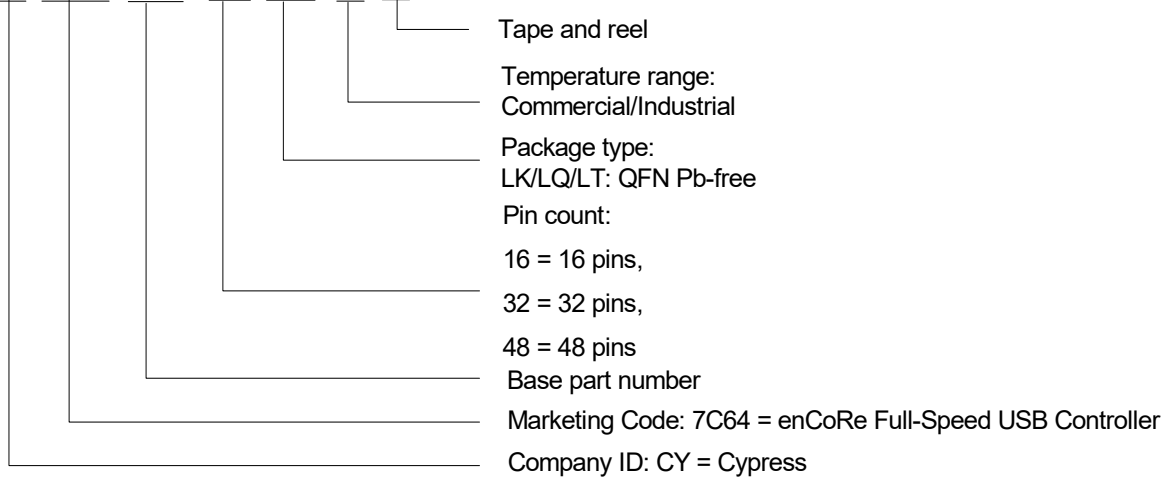 Tape and reel
Temperature range:
Commercial/Industrial
Package type:
LK/LQ/LT: QFN Pb-free
Pin count:
16 = 16 pins,
32 = 32 pins,
48 = 48 pins
Base part number
Marketing Code: 7C64 = enCoRe Full-Speed USB Controller
Company ID: CY = Cypress